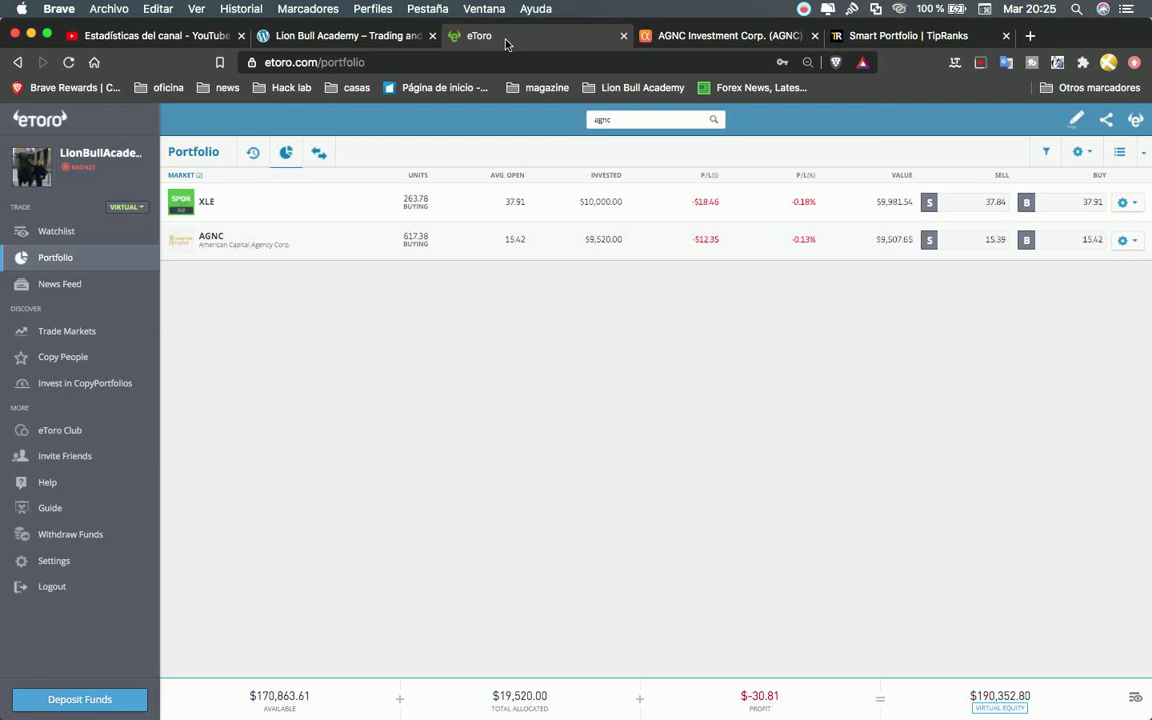 Brave Archivo Editar Ver Historial Marcadores Perfiles Pestaña Ventana Ayuda 100 % Mar 20:25
Estadísticas del canal - YouTube Lion Bull Academy – Trading and eToro AGNC Investment Corp. (AGNC) Smart Portfolio | TipRanks
etoro.com/portfolio
Brave Rewards | C... oficina news Hack lab casas Página de inicio -... magazine Lion Bull Academy Forex News, Lates... Otros marcadores
eTORO
agnc
LionBullAcade...
BRONZE
Portfolio
MARKET (2) UNITS AVG. OPEN INVESTED P/L($) P/L(%) VALUE SELL BUY
SPDR XLE 263.78 BUYING 37.91 $10,000.00 -$18.46 -0.18% $9,981.54 S 37.84 B 37.91
AGNC 617.38 BUYING 15.42 $9,520.00 -$12.35 -0.13% $9,507.65 S 15.39 B 15.42
American Capital Agency Corp.
TRADE VIRTUAL
Watchlist
Portfolio
News Feed
DISCOVER
Trade Markets
Copy People
Invest in CopyPortfolios
MORE
eToro Club
Invite Friends
Help
Guide
Withdraw Funds
Settings
Logout
Deposit Funds
$170,863.61 + $19,520.00 + $-30.81 = $190,352.80
AVAILABLE TOTAL ALLOCATED PROFIT VIRTUAL EQUITY